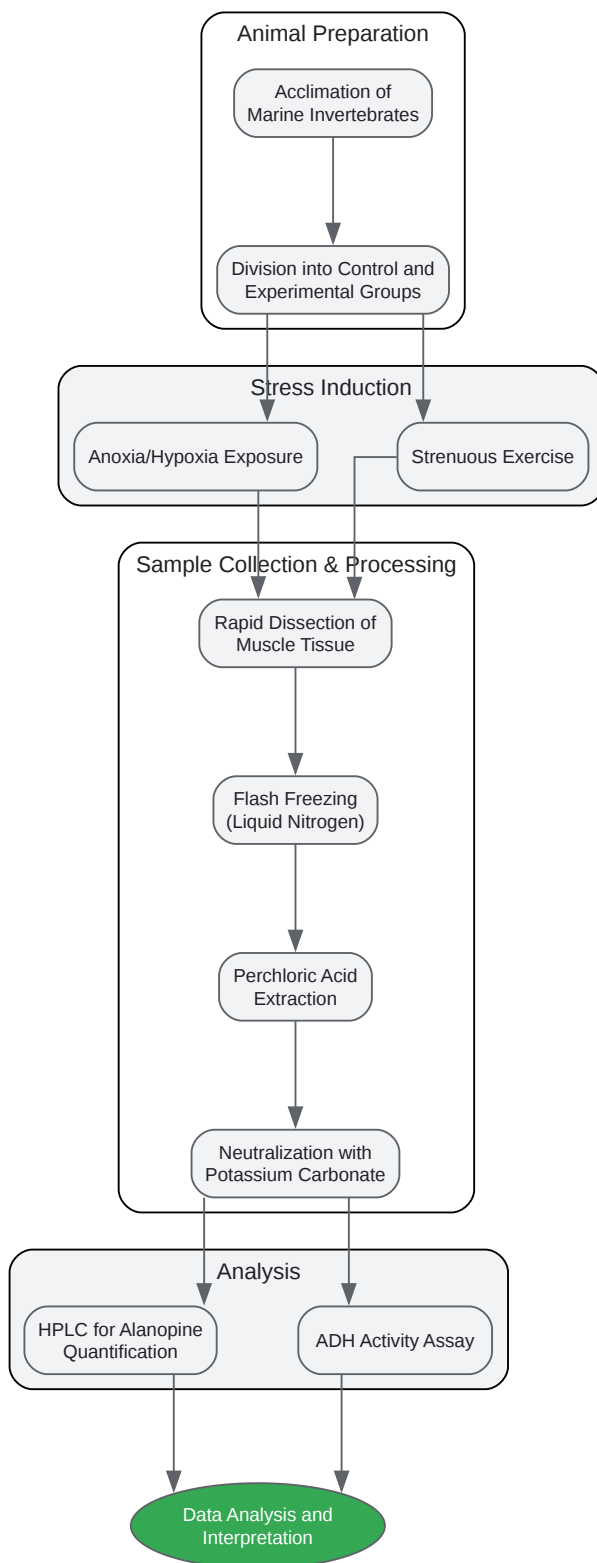 Animal Preparation
Acclimation of
Marine Invertebrates
Division into Control and
Experimental Groups
Stress Induction
Anoxia/Hypoxia Exposure
Strenuous Exercise
Sample Collection & Processing
Rapid Dissection of
Muscle Tissue
Flash Freezing
(Liquid Nitrogen)
Perchloric Acid
Extraction
Neutralization with
Potassium Carbonate
Analysis
HPLC for Alanopine
Quantification
ADH Activity Assay
Data Analysis and
Interpretation